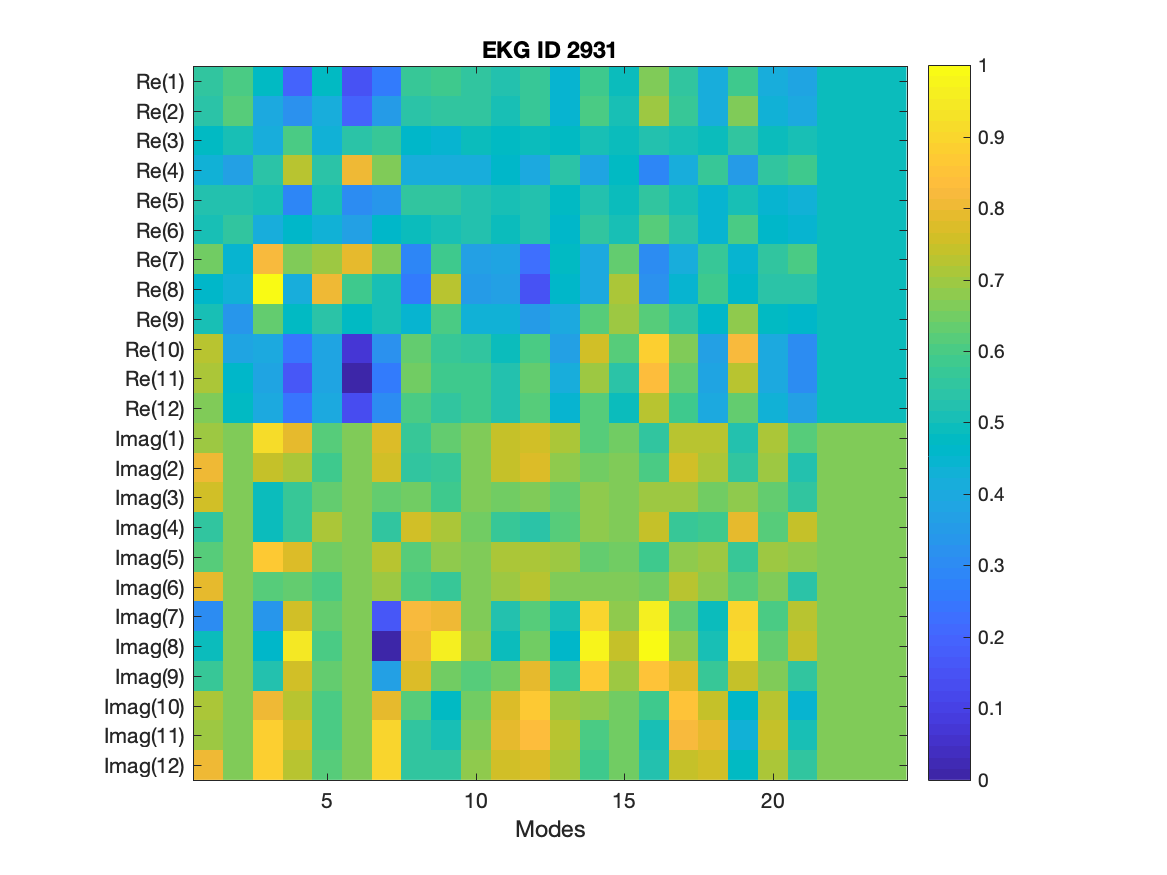 EKG ID 2931
Re(1)
Re(2)
Re(3)
Re(4)
Re(5)
Re(6)
Re(7)
Re(8)
Re(9)
Re(10)
Re(11)
Re(12)
Imag(1)
Imag(2)
Imag(3)
Imag(4)
Imag(5)
Imag(6)
Imag(7)
Imag(8)
Imag(9)
Imag(10)
Imag(11)
Imag(12)
5 10 15 20
Modes
1
0.9
0.8
0.7
0.6
0.5
0.4
0.3
0.2
0.1
0